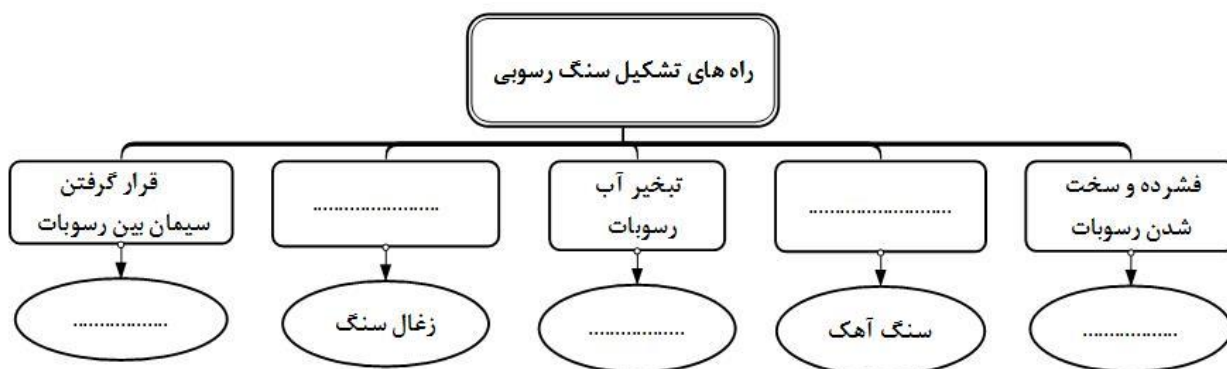 راه های تشکیل سنگ رسوبی
فشرده و سخت
شدن رسوبات
...........................
تبخیر آب
رسوبات
........................
قرار گرفتن
سیمان بین رسوبات
..................
سنگ آهک
..................
زغال سنگ
..................